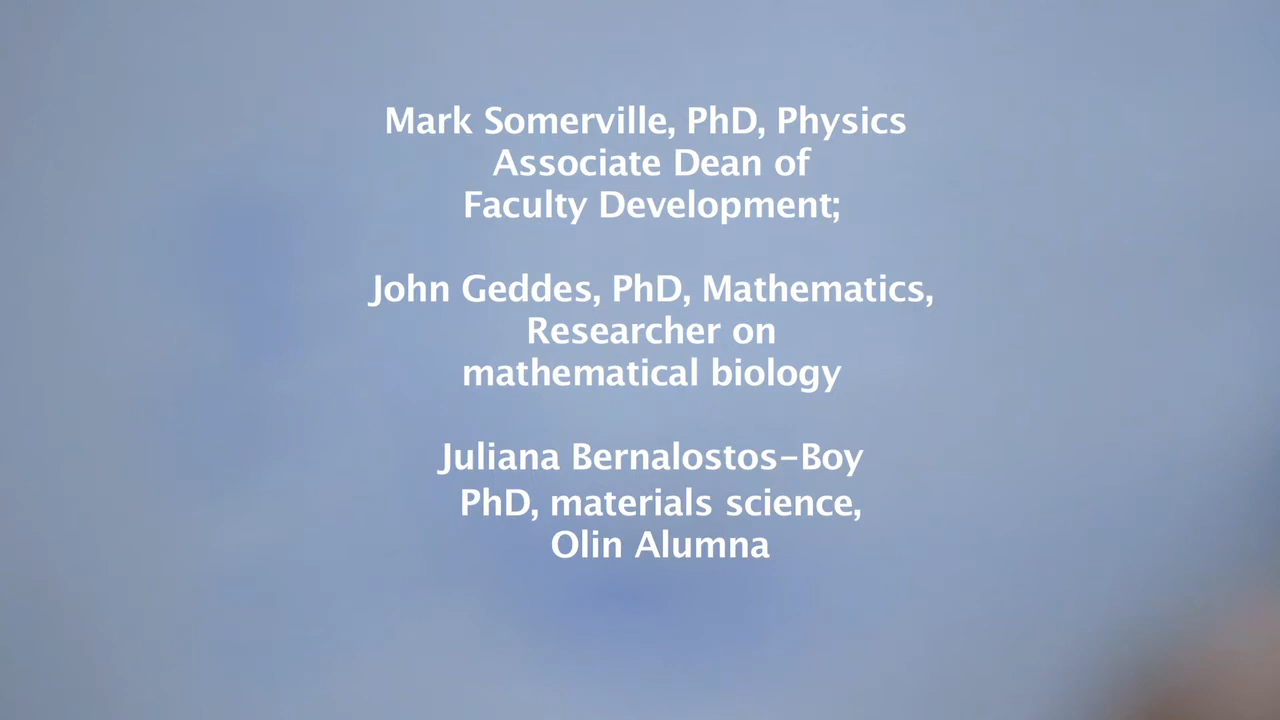 Mark Somerville, PhD, Physics
Associate Dean of
Faculty Development;
John Geddes, PhD, Mathematics,
Researcher on
mathematical biology
Juliana Bernalostos-Boy
PhD, materials science,
Olin Alumna